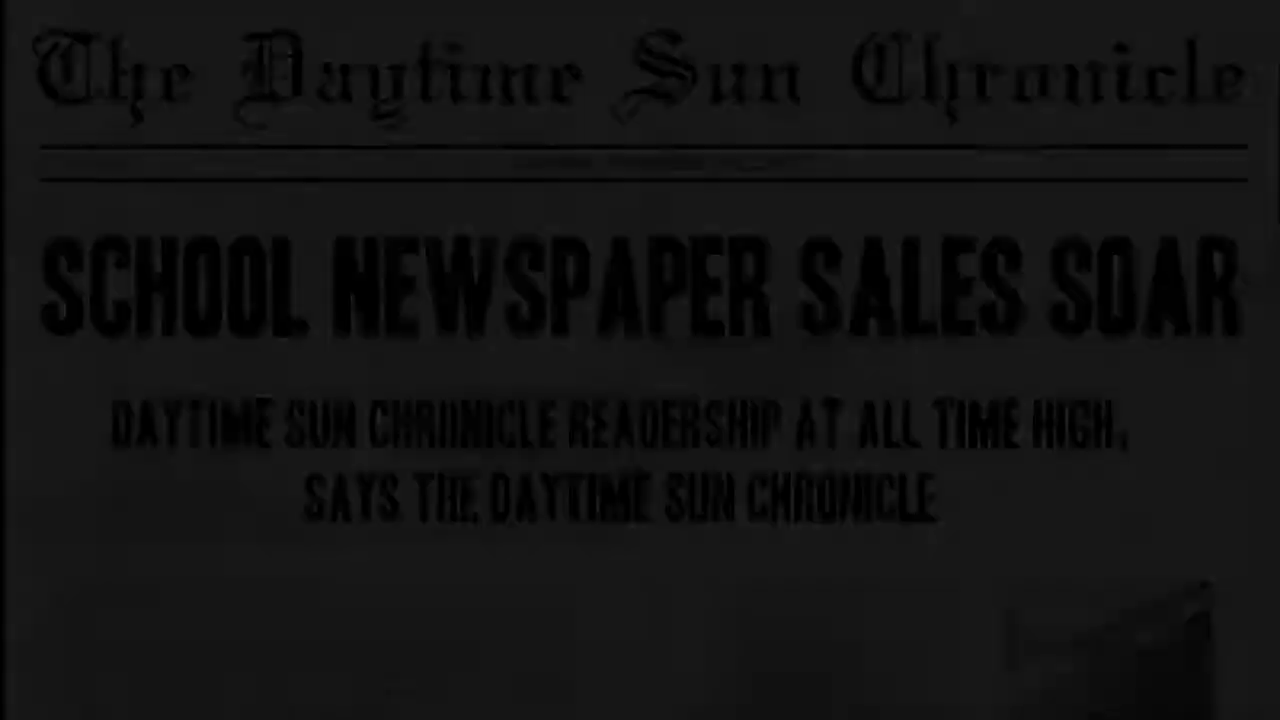 The Daytime Sun Chronicle
SCHOOL NEWSPAPER SALES SOAR
DAYTIME SUN CHRONICLE READERSHIP AT ALL TIME HIGH,
SAYS THE DAYTIME SUN CHRONICLE